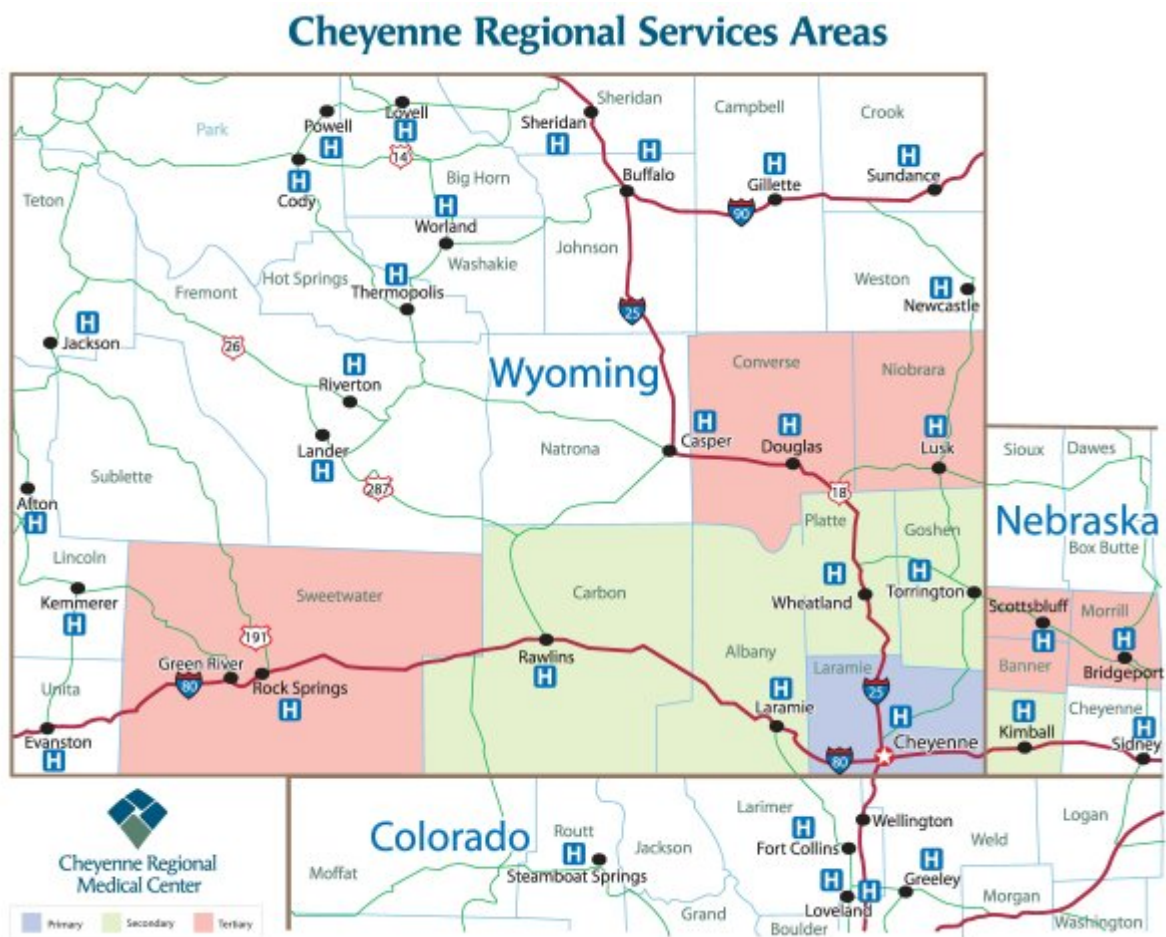 Cheyenne Regional Services Areas
Sheridan
Campbell
Crook
Park
Powell
H
Lovell
H
Sheridan
H
14
H
Cody
Big Horn
H
Buffalo
H
Gillette
H
Sundance
90
Teton
H
Worland
Washakie
Johnson
Hot Springs
H
Thermopolis
Fremont
Weston
H
Newcastle
25
H
Jackson
26
H
Riverton
Wyoming
Converse
Niobrara
Lander
H
Natrona
H
Casper
H
Douglas
H
Lusk
Sioux
Dawes
Sublette
287
18
Afton
H
Platte
Goshen
Nebraska
Box Butte
Lincoln
Kemmerer
H
Sweetwater
Carbon
H
Wheatland
H
Torrington
Scottsbluff
H
Morrill
H
Bridgeport
Banner
191
Green River
80
Rock Springs
H
Rawlins
H
Albany
Laramie
25
Unita
Evanston
H
H
Laramie
H
Cheyenne
80
H
Kimball
Cheyenne
H
Sidney
Cheyenne Regional
Medical Center
Primary
Secondary
Tertiary
Colorado
Moffat
Routt
H
Steamboat Springs
Jackson
Grand
Larimer
Wellington
H
Fort Collins
H
H
Loveland
Boulder
H
Greeley
Weld
Logan
Morgan
Washington